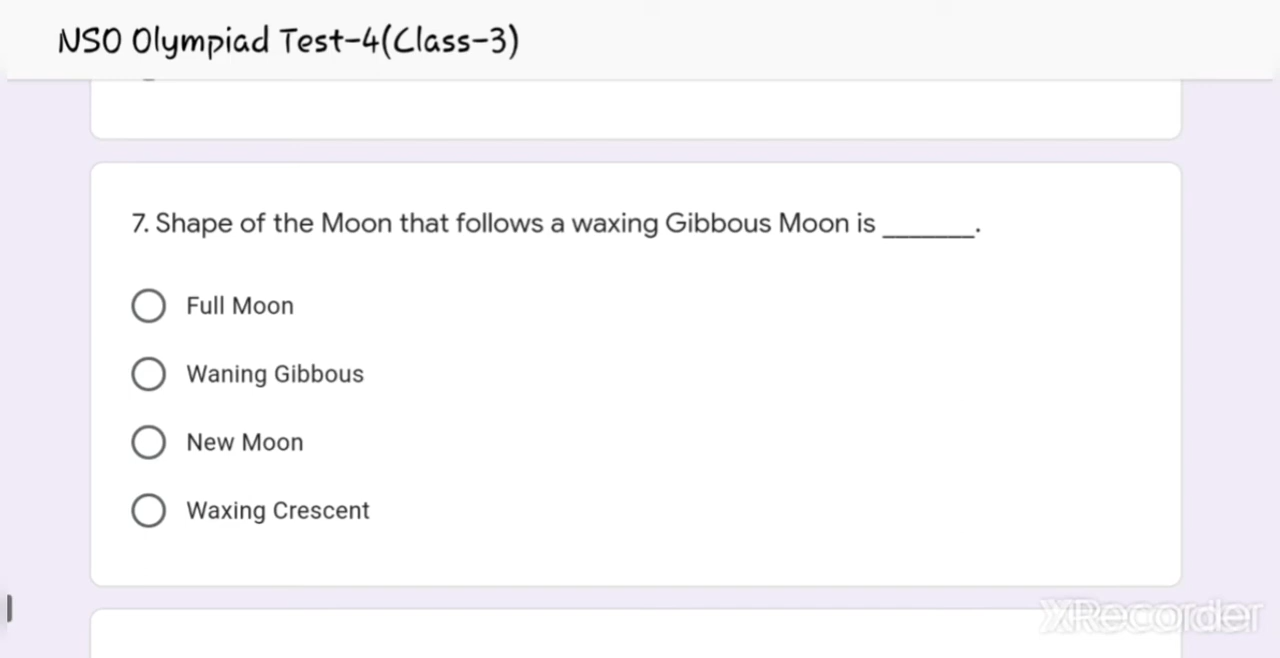 NSO Olympiad Test-4(Class-3)
7. Shape of the Moon that follows a waxing Gibbous Moon is _______.
Full Moon
Waning Gibbous
New Moon
Waxing Crescent
XRecorder